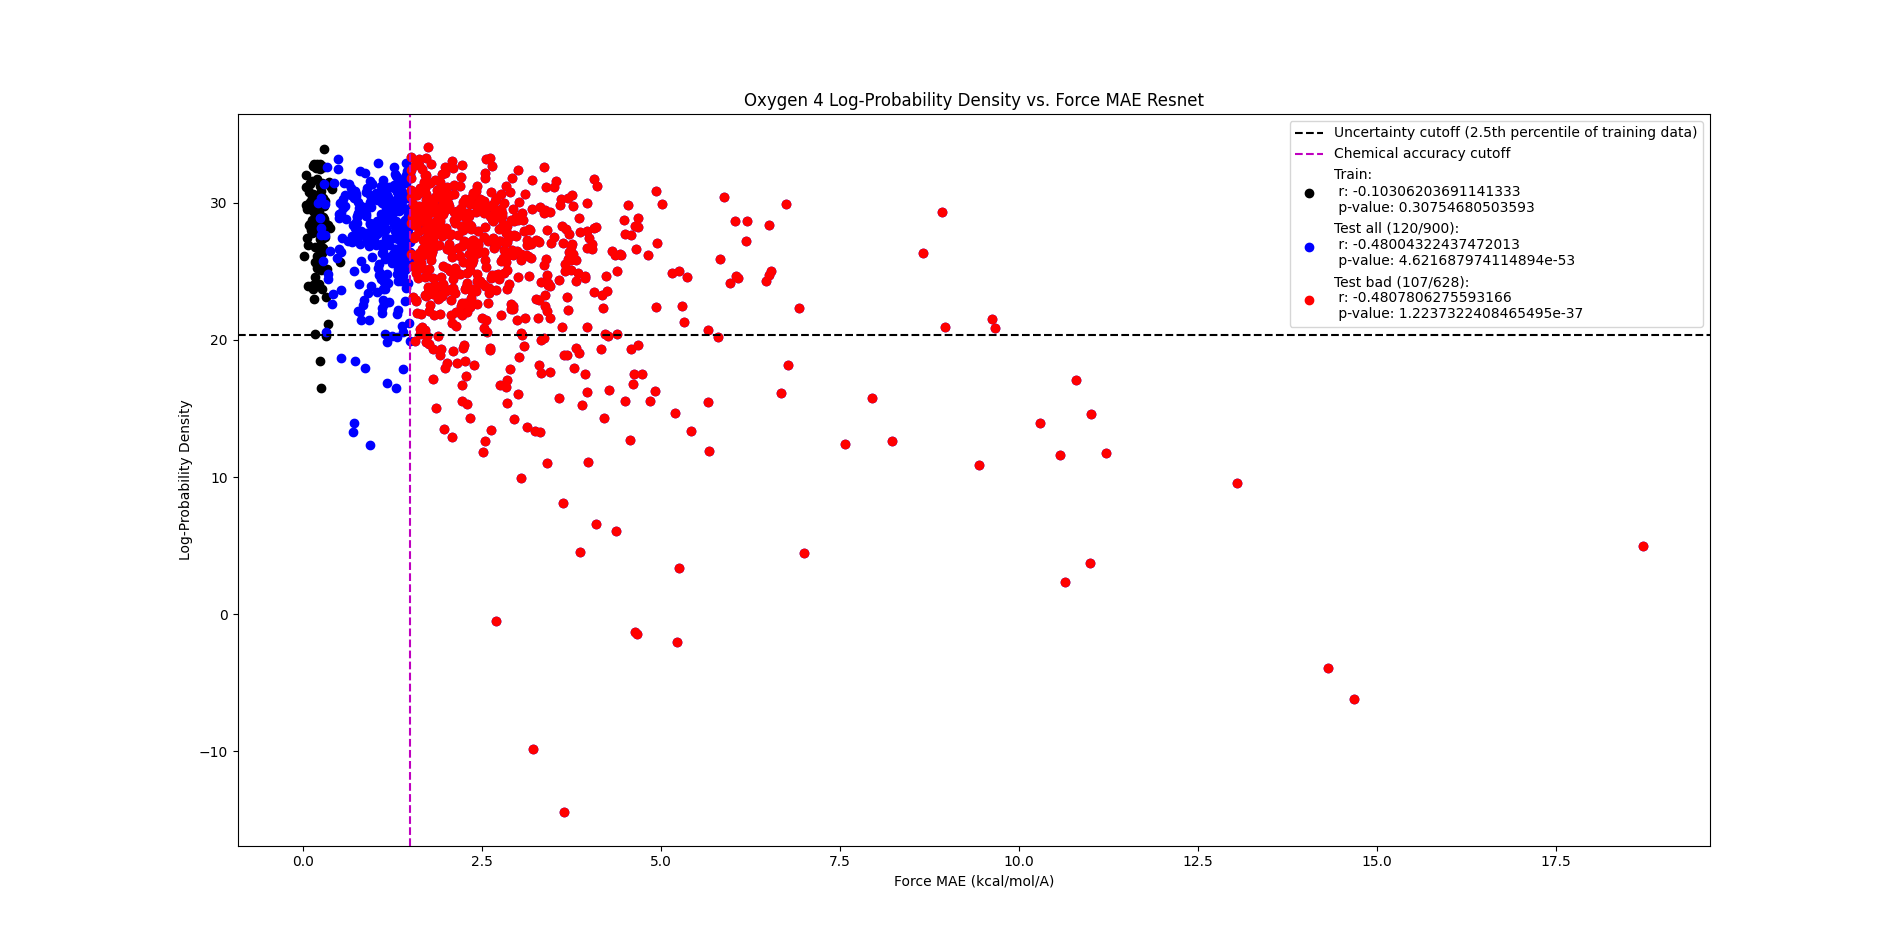 Oxygen 4 Log-Probability Density vs. Force MAE Resnet
Uncertainty cutoff (2.5th percentile of training data)
Chemical accuracy cutoff
Train:
r: -0.10306203691141333
p-value: 0.30754680503593
Test all (120/900):
r: -0.48004322437472013
p-value: 4.621687974114894e-53
Test bad (107/628):
r: -0.4807806275593166
p-value: 1.2237322408465495e-37
Log-Probability Density
30
20
10
0
−10
0.0 2.5 5.0 7.5 10.0 12.5 15.0 17.5
Force MAE (kcal/mol/A)